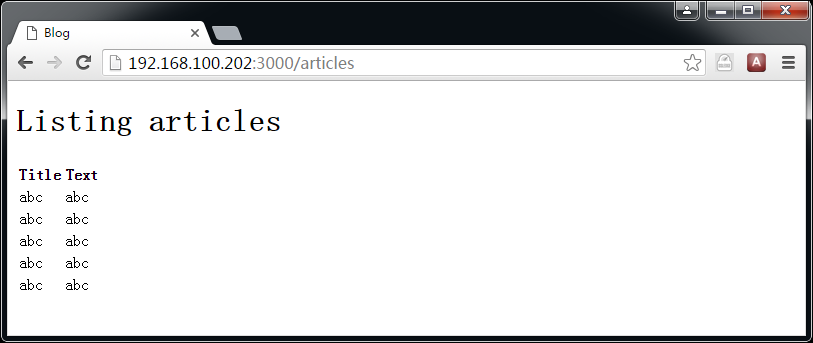 Blog
192.168.100.202:3000/articles
A
Listing articles
Title Text
abc abc
abc abc
abc abc
abc abc
abc abc